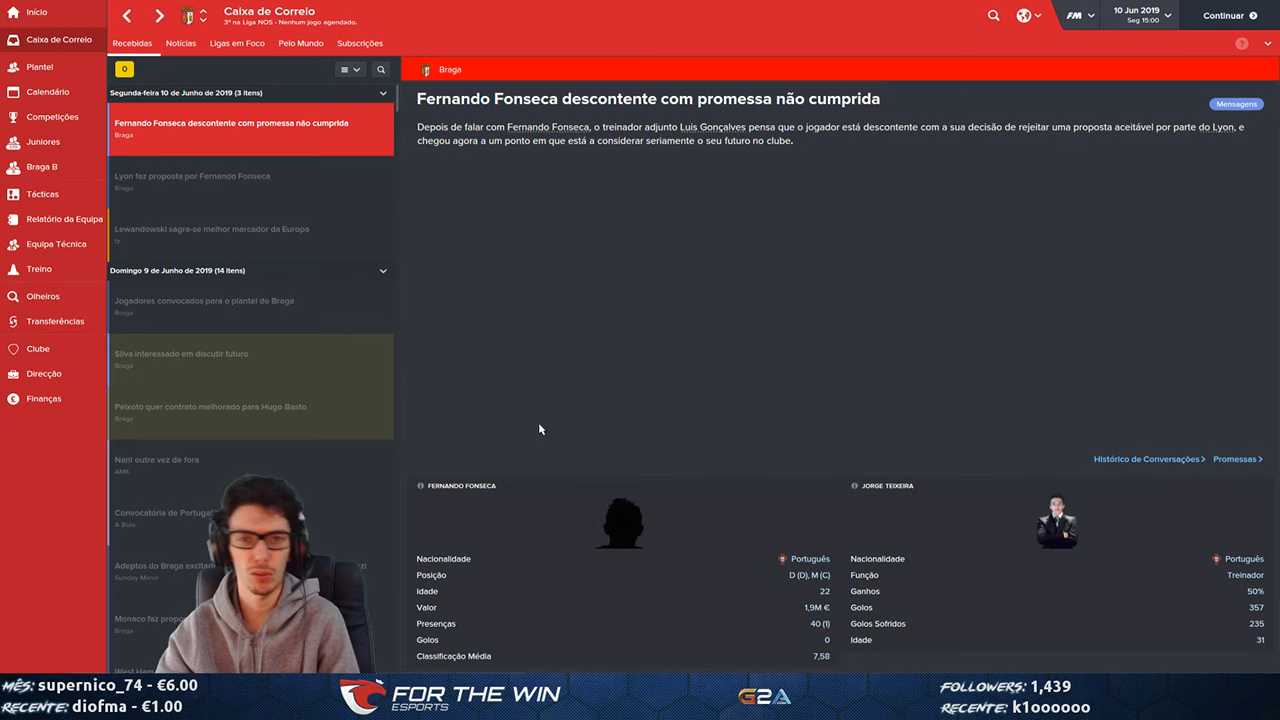 Início
Caixa de Correio
3º na Liga NOS - Nenhum jogo agendado.
FM
10 Jun 2019
Seg 15:00
Continuar
Caixa de Correio
Recebidas
Notícias
Ligas em Foco
Pelo Mundo
Subscrições
?
Plantel
Calendário
Competições
Juniores
Braga B
Tácticas
Relatório da Equipa
Equipa Técnica
Treino
Olheiros
Transferências
Clube
Direcção
Finanças
0
Segunda-feira 10 de Junho de 2019 (3 itens)
Fernando Fonseca descontente com promessa não cumprida
Braga
Lyon faz proposta por Fernando Fonseca
Braga
Lewandowski sagra-se melhor marcador da Europa
fz
Domingo 9 de Junho de 2019 (14 itens)
Jogadores convocados para o plantel do Braga
Braga
Silva interessado em discutir futuro
Braga
Peixoto quer contrato melhorado para Hugo Basto
Braga
Nani outra vez de fora
AMK
Convocatória de Portugal
A Bola
Adeptos do Braga
Sunday Mirror
Monaco faz
Braga
West Ham
Braga
Fernando Fonseca descontente com promessa não cumprida
Mensagens
Depois de falar com Fernando Fonseca, o treinador adjunto Luis Gonçalves pensa que o jogador está descontente com a sua decisão de rejeitar uma proposta aceitável por parte do Lyon, e
chegou agora a um ponto em que está a considerar seriamente o seu futuro no clube.
Histórico de Conversações
Promessas
FERNANDO FONSECA
Nacionalidade Português
Posição D (D), M (C)
Idade 22
Valor 1,9M €
Presenças 40 (1)
Golos 0
Classificação Média 7,58
JORGE TEIXEIRA
Nacionalidade Português
Função Treinador
Ganhos 50%
Golos 357
Golos Sofridos 235
Idade 31
MÊS: supernico_74 - €6.00
RECENTE: diofma - €1.00
FOR THE WIN
ESPORTS
G2A
.COM
FOLLOWERS: 1,439
RECENTE: k1oooooo